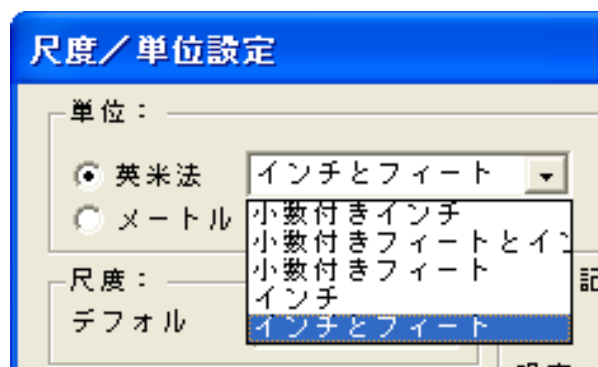 尺度／単位設定
単位：
英米法 インチとフィート
メートル
小数付きインチ
小数付きフィートとイン
小数付きフィート
インチ
インチとフィート
尺度：
デフォル